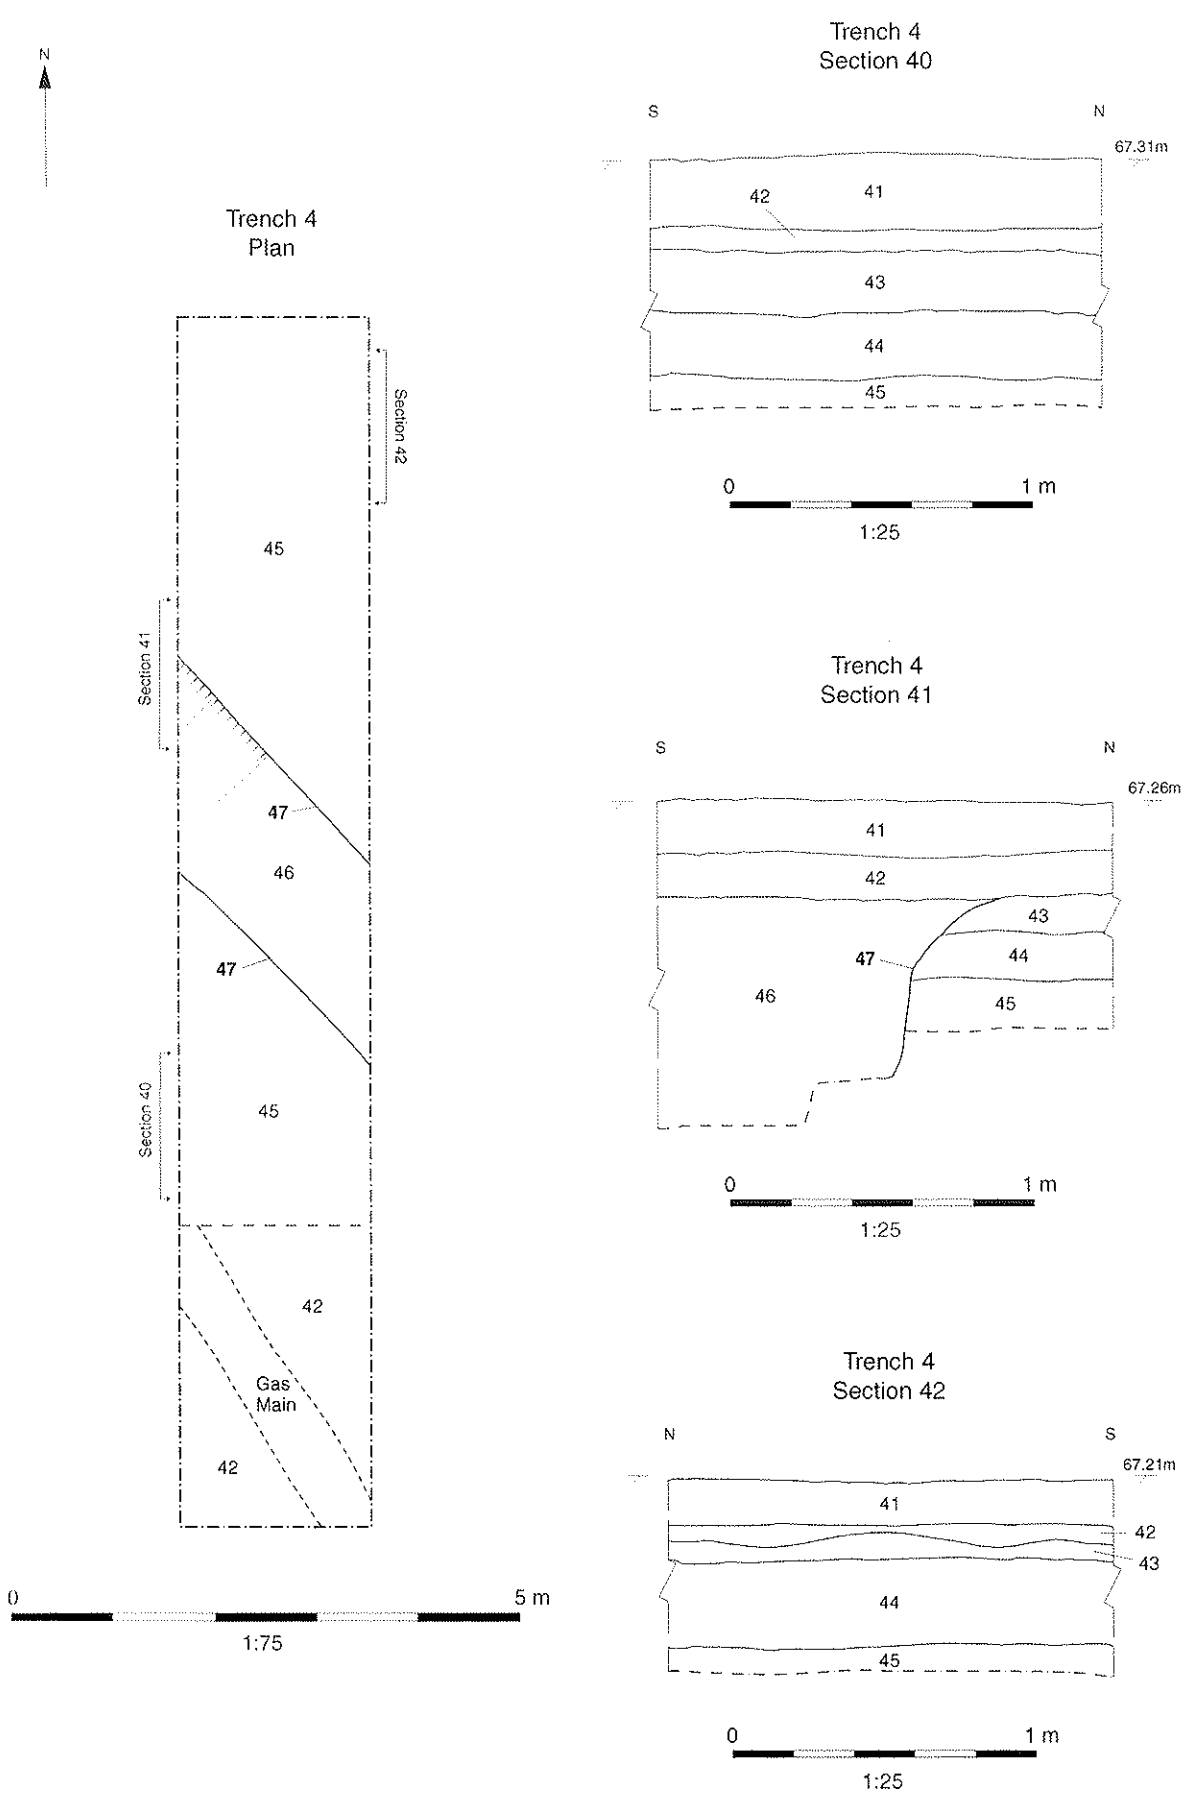 N
Trench 4
Plan
Section 42
45
Section 41
47
46
47
Section 40
45
42
Gas
Main
42
0
5 m
1:75
Trench 4
Section 40
S
N
67.31m
41
42
43
44
45
0
1 m
1:25
Trench 4
Section 41
S
N
67.26m
41
42
43
47
44
46
45
0
1 m
1:25
Trench 4
Section 42
N
S
67.21m
41
42
43
44
45
0
1 m
1:25